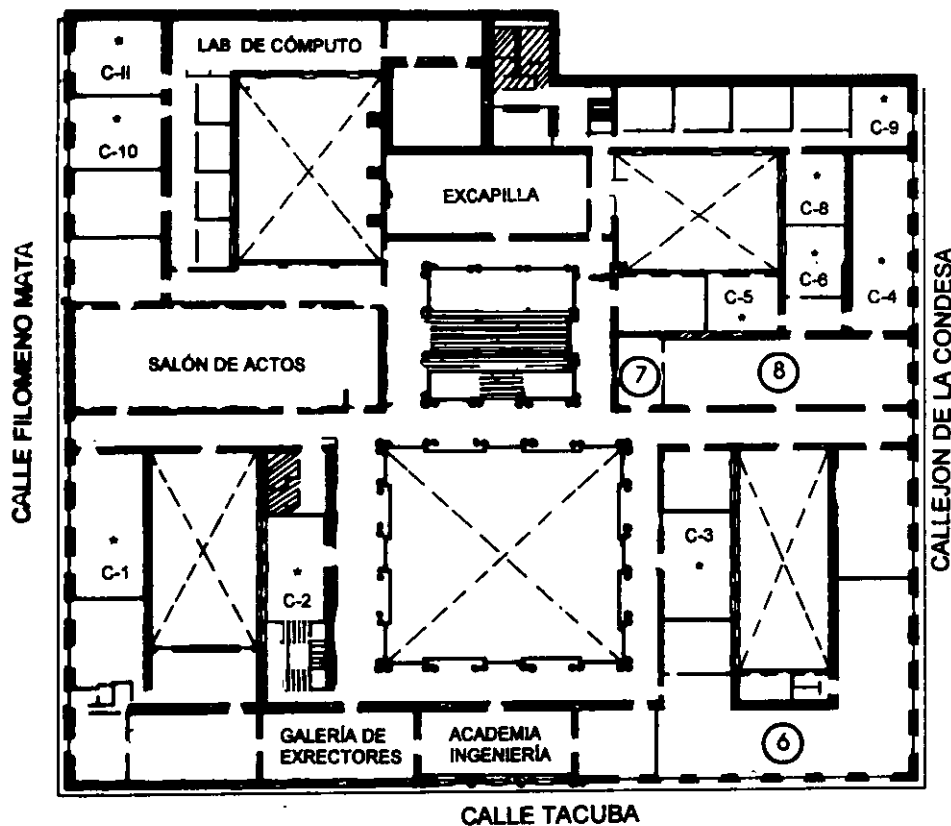 LAB DE CÓMPUTO
C-11
C-10
C-9
EXCAPILLA
C-8
C-6
C-5
C-4
CALLE FILOMENO MATA
CALLEJON DE LA CONDESA
SALÓN DE ACTOS
7
8
C-1
C-2
C-3
GALERÍA DE
EXRECTORES
ACADEMIA
INGENIERÍA
6
CALLE TACUBA